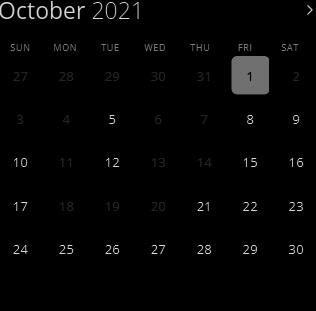 October 2021
SUN MON TUE WED THU FRI SAT
27 28 29 30 31 1 2
3 4 5 6 7 8 9
10 11 12 13 14 15 16
17 18 19 20 21 22 23
24 25 26 27 28 29 30